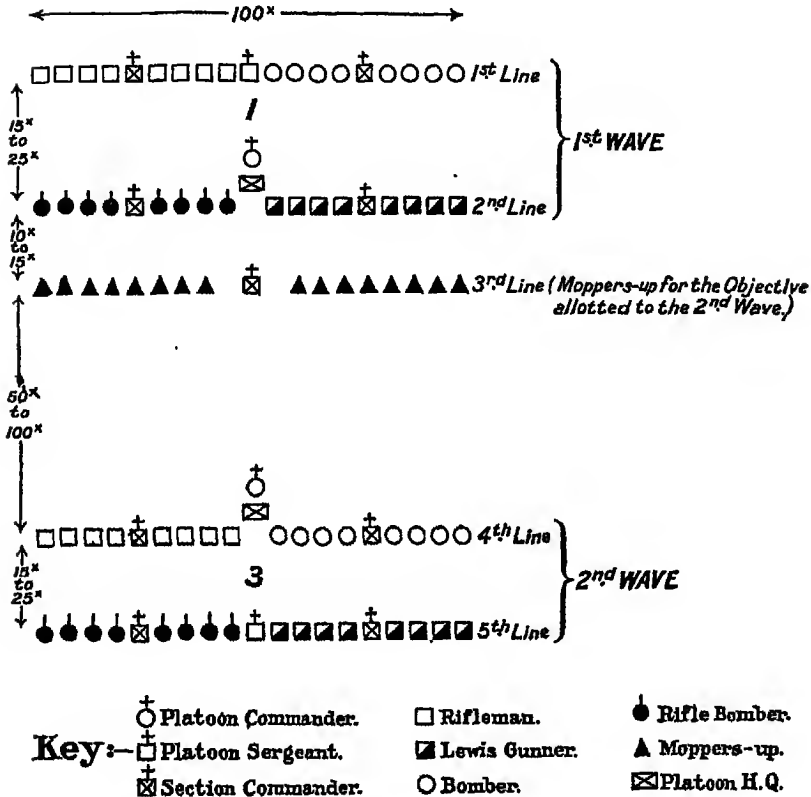 100ˣ
1st Line
1
15ˣ
to
25ˣ
1st WAVE
2nd Line
10ˣ
to
15ˣ
3rd Line (Moppers-up for the Objective
allotted to the 2nd Wave.)
50ˣ
to
100ˣ
4th Line
15ˣ
to
25ˣ
3
2nd WAVE
5th Line
Key:-
Platoon Commander.
Rifleman.
Rifle Bomber.
Platoon Sergeant.
Lewis Gunner.
Moppers-up.
Section Commander.
Bomber.
Platoon H.Q.